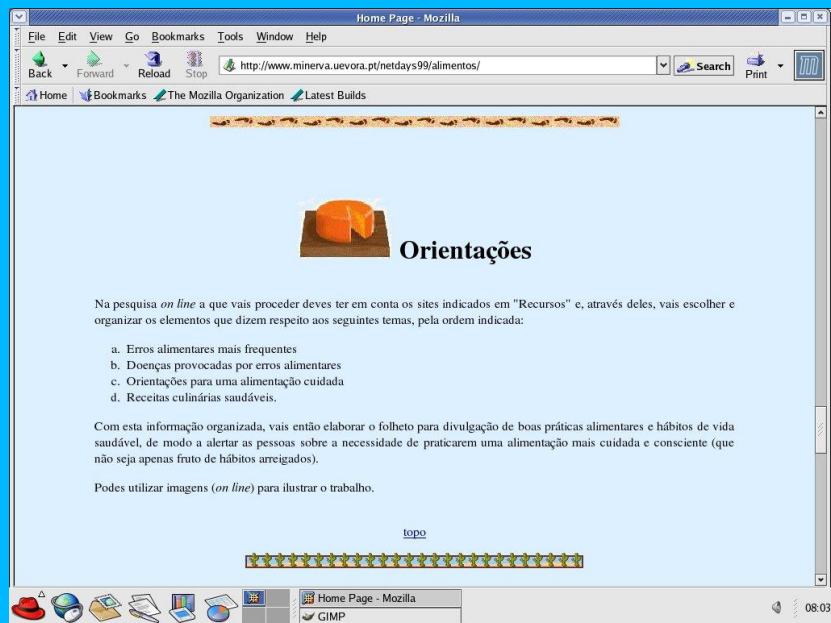 Home Page - Mozilla
File Edit View Go Bookmarks Tools Window Help
Back Forward Reload Stop http://www.minerva.uevora.pt/netdays99/alimentos/ Search Print
Home Bookmarks The Mozilla Organization Latest Builds
Orientações
Na pesquisa on line a que vais proceder deves ter em conta os sites indicados em "Recursos" e, através deles, vais escolher e
organizar os elementos que dizem respeito aos seguintes temas, pela ordem indicada:
a. Erros alimentares mais frequentes
b. Doenças provocadas por erros alimentares
c. Orientações para uma alimentação cuidada
d. Receitas culinárias saudáveis.
Com esta informação organizada, vais então elaborar o folheto para divulgação de boas práticas alimentares e hábitos de vida
saudável, de modo a alertar as pessoas sobre a necessidade de praticarem uma alimentação mais cuidada e consciente (que
não seja apenas fruto de hábitos arreigados).
Podes utilizar imagens (on line) para ilustrar o trabalho.
topo
Home Page - Mozilla
GIMP
08:03